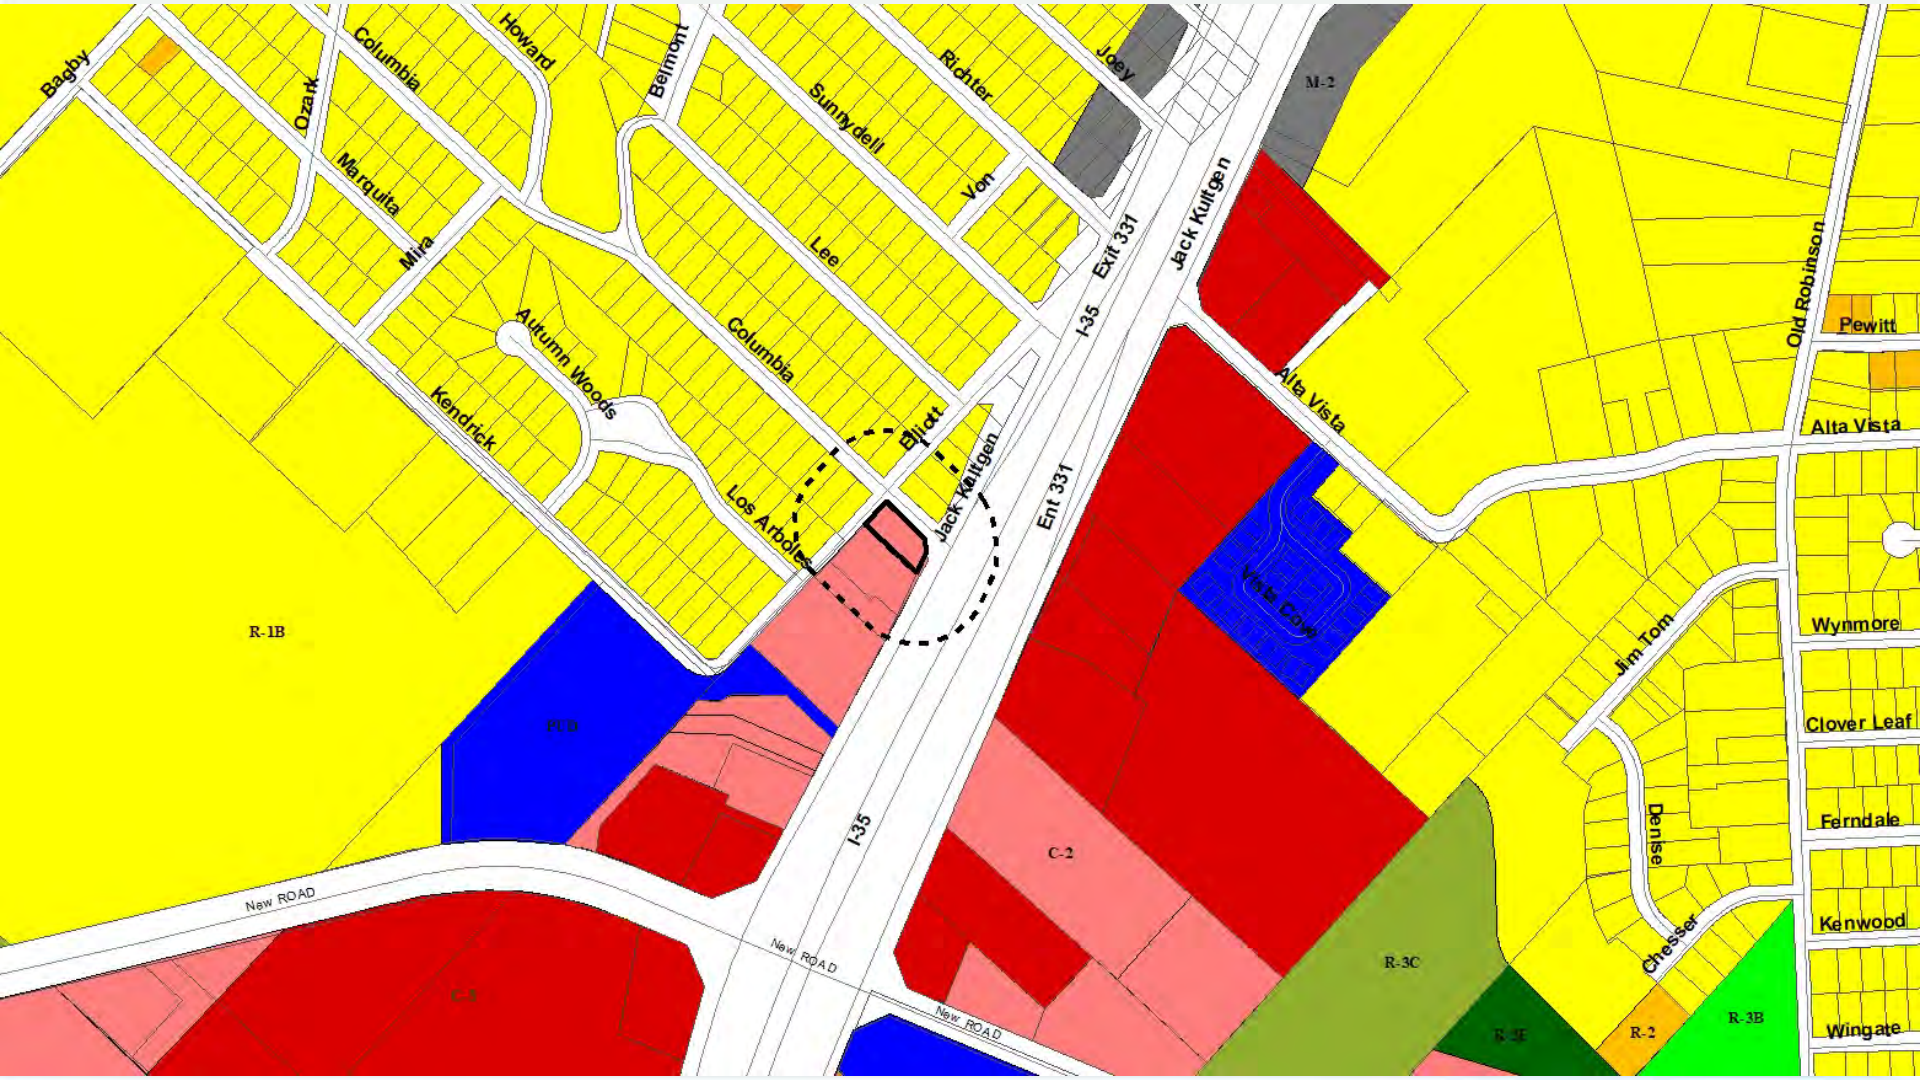 Bagby
Ozark
Columbia
Howard
Belmont
Sunnydell
Richter
Joey
M-2
Marquita
Mira
Lee
Von
Exit 331
Jack Kultgen
I-35
Old Robinson
Pewitt
Autumn Woods
Columbia
Kendrick
Elliott
Alta Vista
Alta Vista
Jack Kultgen
Ent 331
Los Arboles
Vista Cove
R-1B
Jim Tom
Wynmore
PUD
Clover Leaf
I-35
C-2
Denise
Ferndale
New ROAD
New ROAD
Chesser
Kenwood
R-3C
New ROAD
R-2
R-3B
Wingate